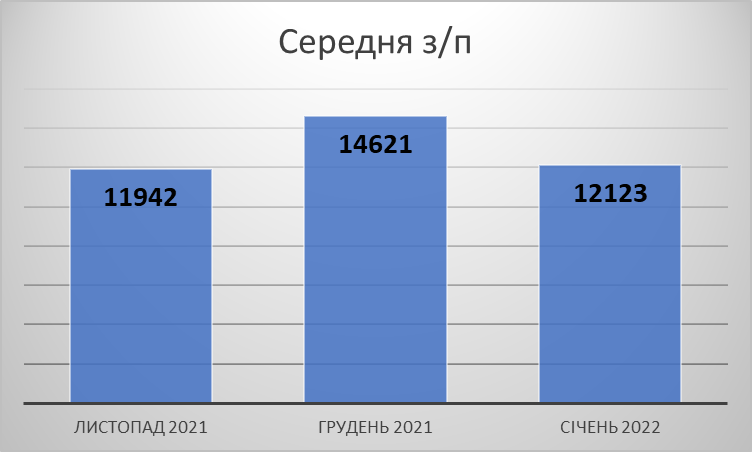 Середня з/п
14621
11942
12123
ЛИСТОПАД 2021
ГРУДЕНЬ 2021
СІЧЕНЬ 2022